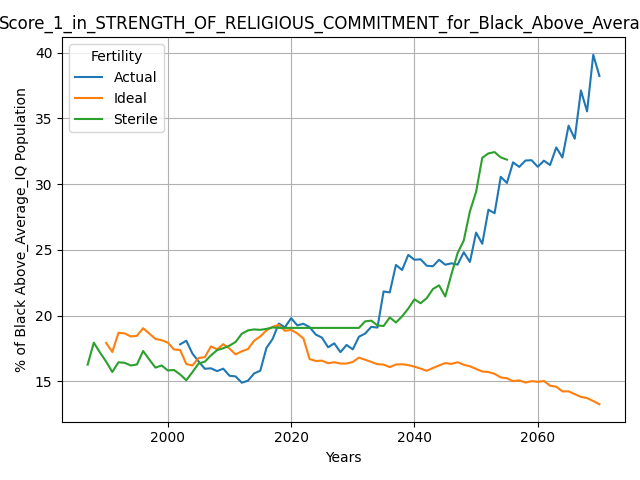 Score_1_in_STRENGTH_OF_RELIGIOUS_COMMITMENT_for_Black_Above_Avera
Fertility
Actual
Ideal
Sterile
% of Black Above_Average_IQ Population
40
35
30
25
20
15
2000
2020
2040
2060
Years